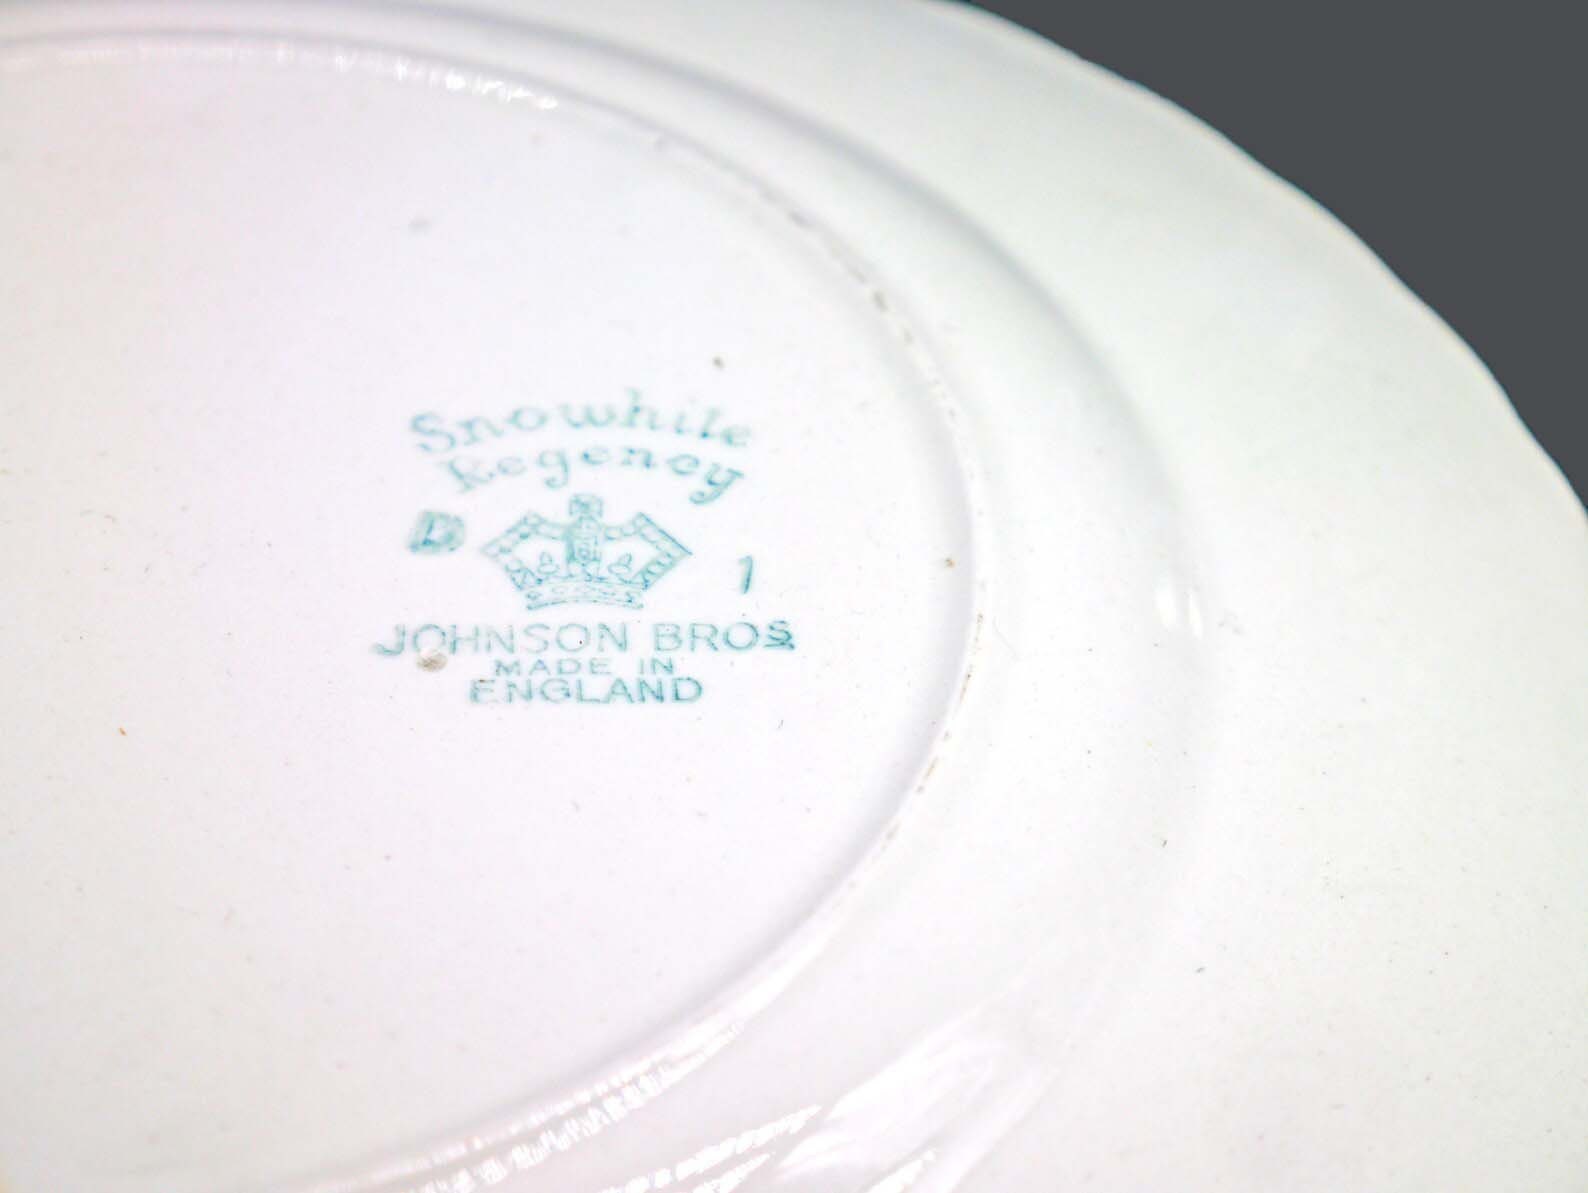 Snowhite
Regency
D 1
JOHNSON BROS
MADE IN
ENGLAND